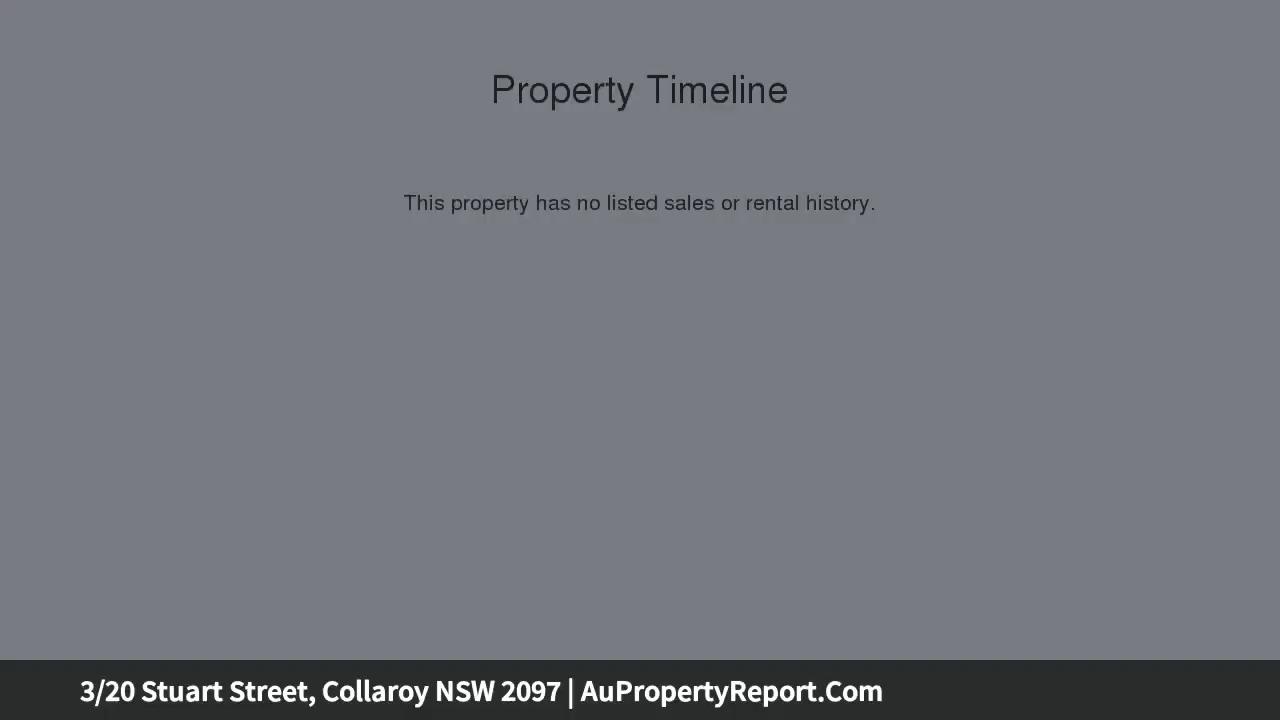 Property Timeline
This property has no listed sales or rental history.
3/20 Stuart Street, Collaroy NSW 2097 | AuPropertyReport.Com